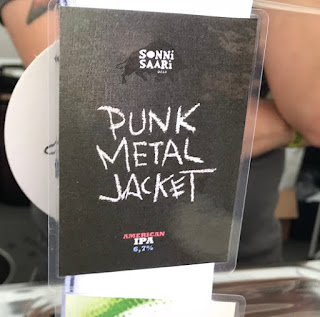 SONNI
SAARI
PUNK
METAL
JACKET
AMERICAN
IPA
6,7%